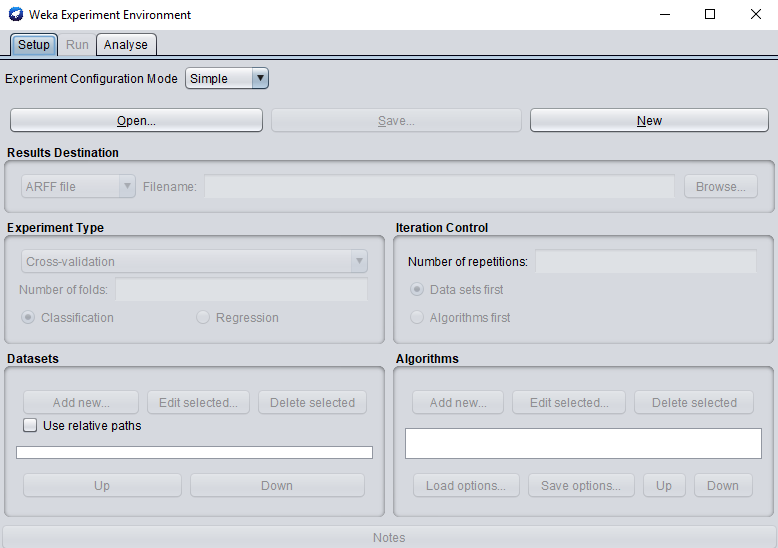 Weka Experiment Environment
Setup Run Analyse
Experiment Configuration Mode Simple
Open... Save... New
Results Destination
ARFF file Filename: Browse...
Experiment Type Iteration Control
Cross-validation Number of repetitions:
Number of folds: Data sets first
Classification Regression Algorithms first
Datasets Algorithms
Add new... Edit selected... Delete selected Add new... Edit selected... Delete selected
Use relative paths
Up Down Load options... Save options... Up Down
Notes